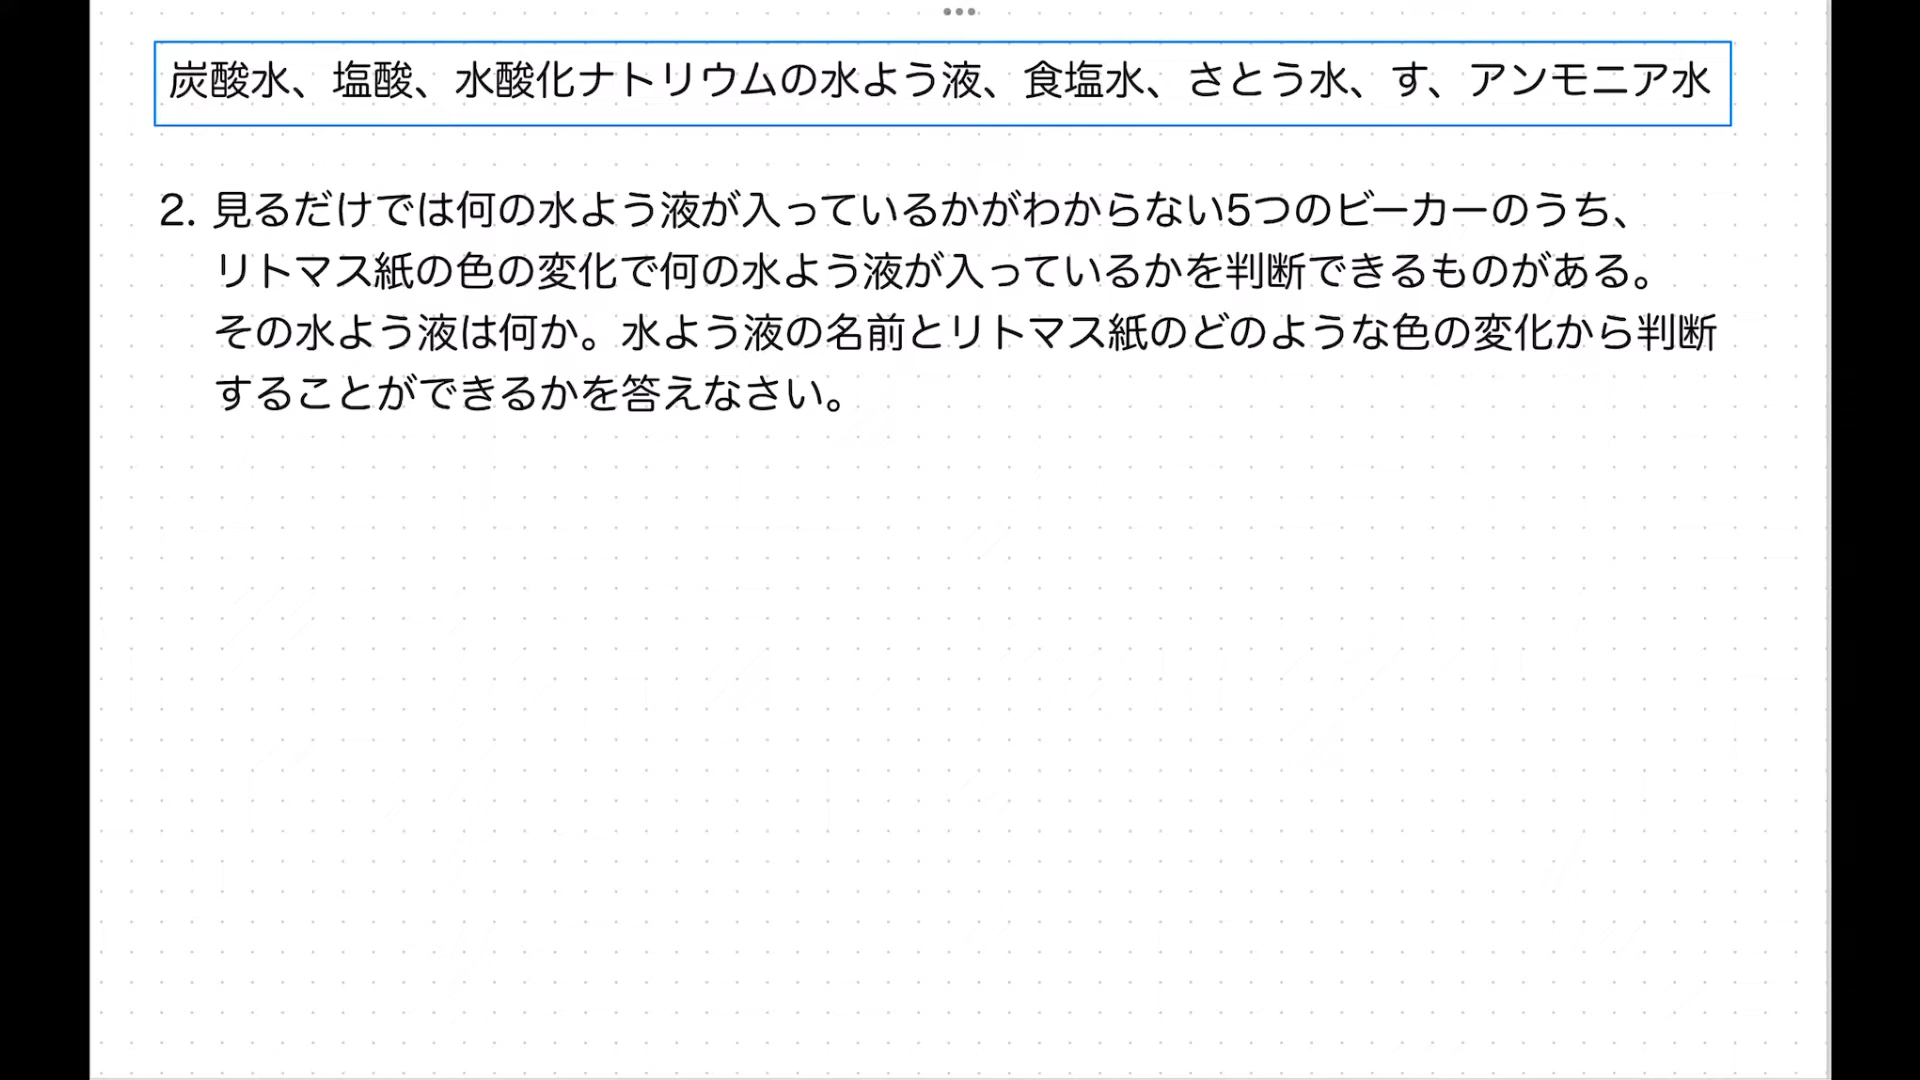 炭酸水、塩酸、水酸化ナトリウムの水よう液、食塩水、さとう水、す、アンモニア水
2. 見るだけでは何の水よう液が入っているかがわからない5つのビーカーのうち、
リトマス紙の色の変化で何の水よう液が入っているかを判断できるものがある。
その水よう液は何か。水よう液の名前とリトマス紙のどのような色の変化から判断
することができるかを答えなさい。